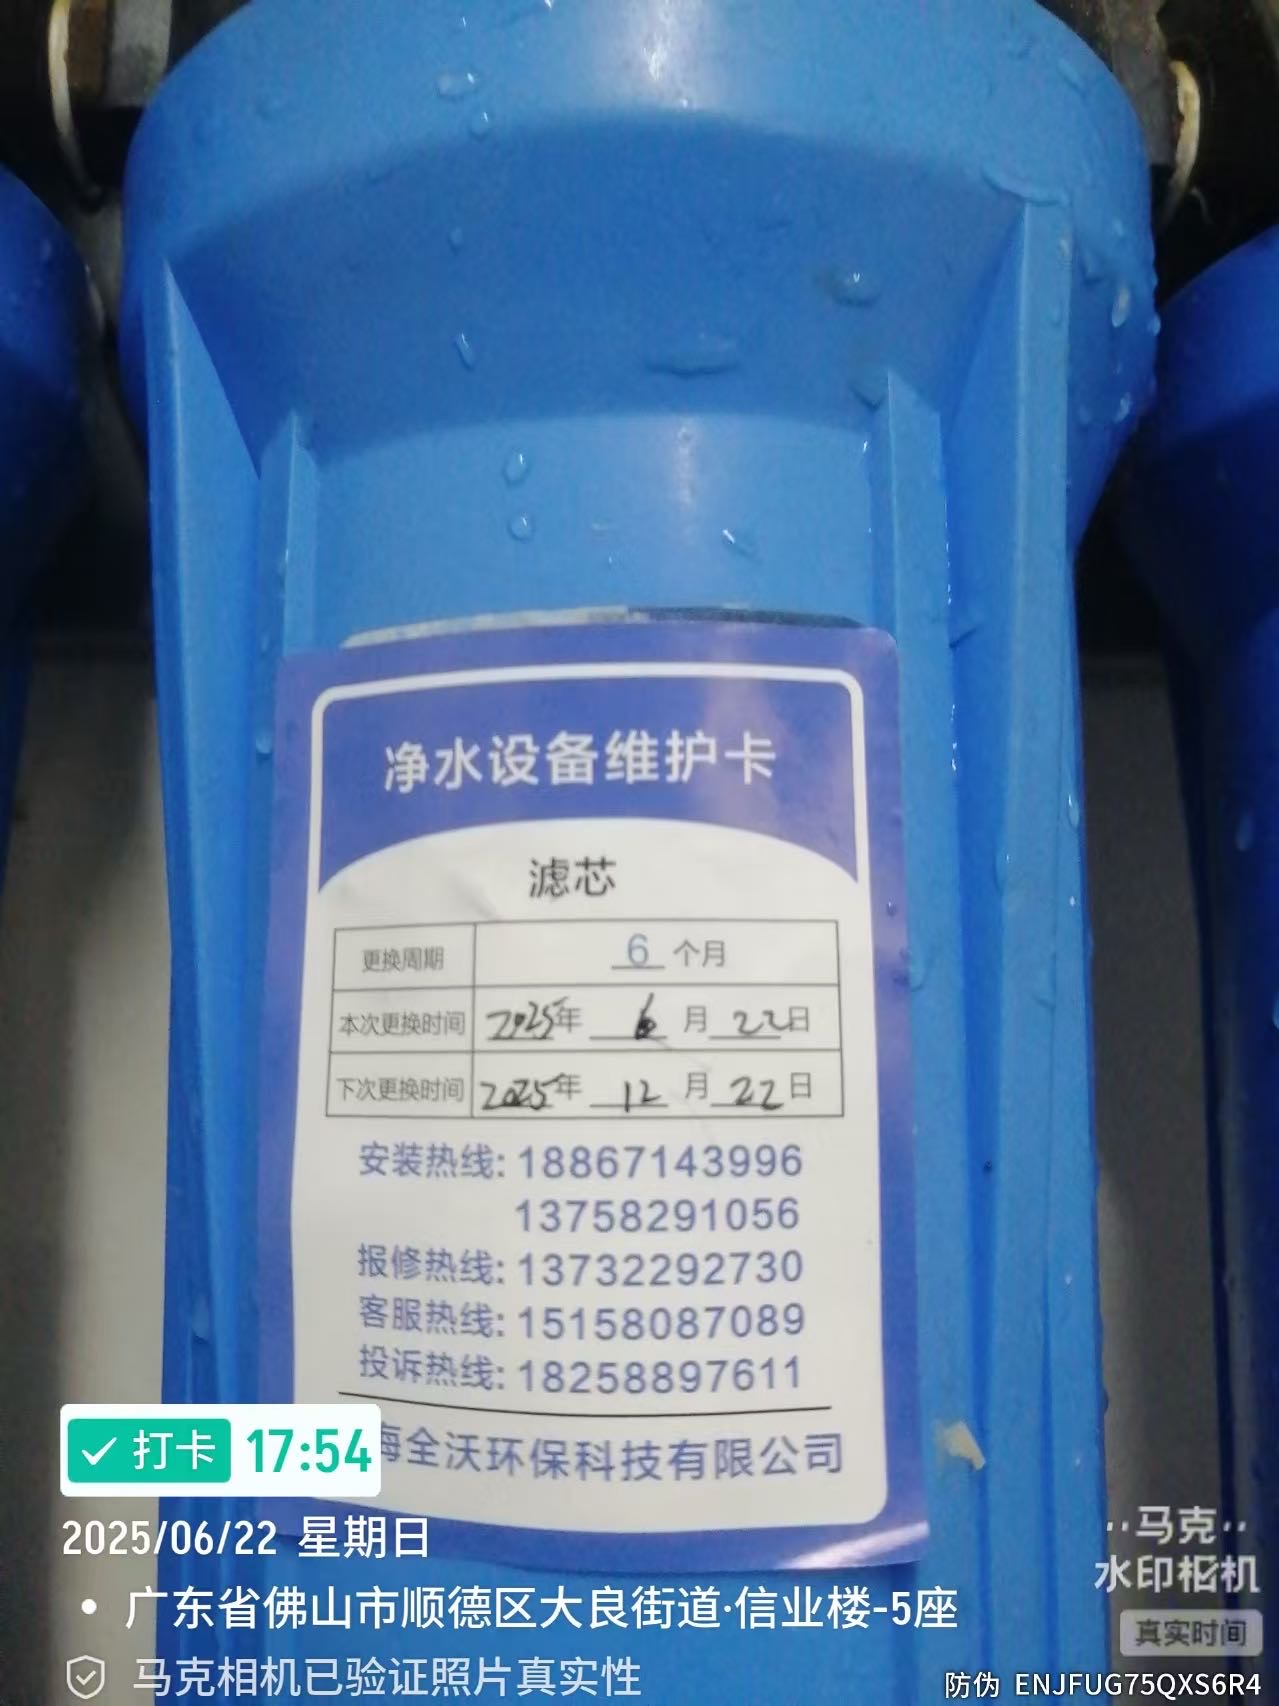 净水设备维护卡
滤芯
更换周期 6 个月
本次更换时间 2025年 6 月 22日
下次更换时间 2025年 12 月 22日
安装热线: 18867143996
13758291056
报修热线: 13732292730
客服热线: 15158087089
投诉热线: 18258897611
海全沃环保科技有限公司
打卡 17:54
2025/06/22 星期日
广东省佛山市顺德区大良街道·信业楼-5座
马克相机已验证照片真实性
马克
水印相机
真实时间
防伪 ENJFUG75QXS6R4